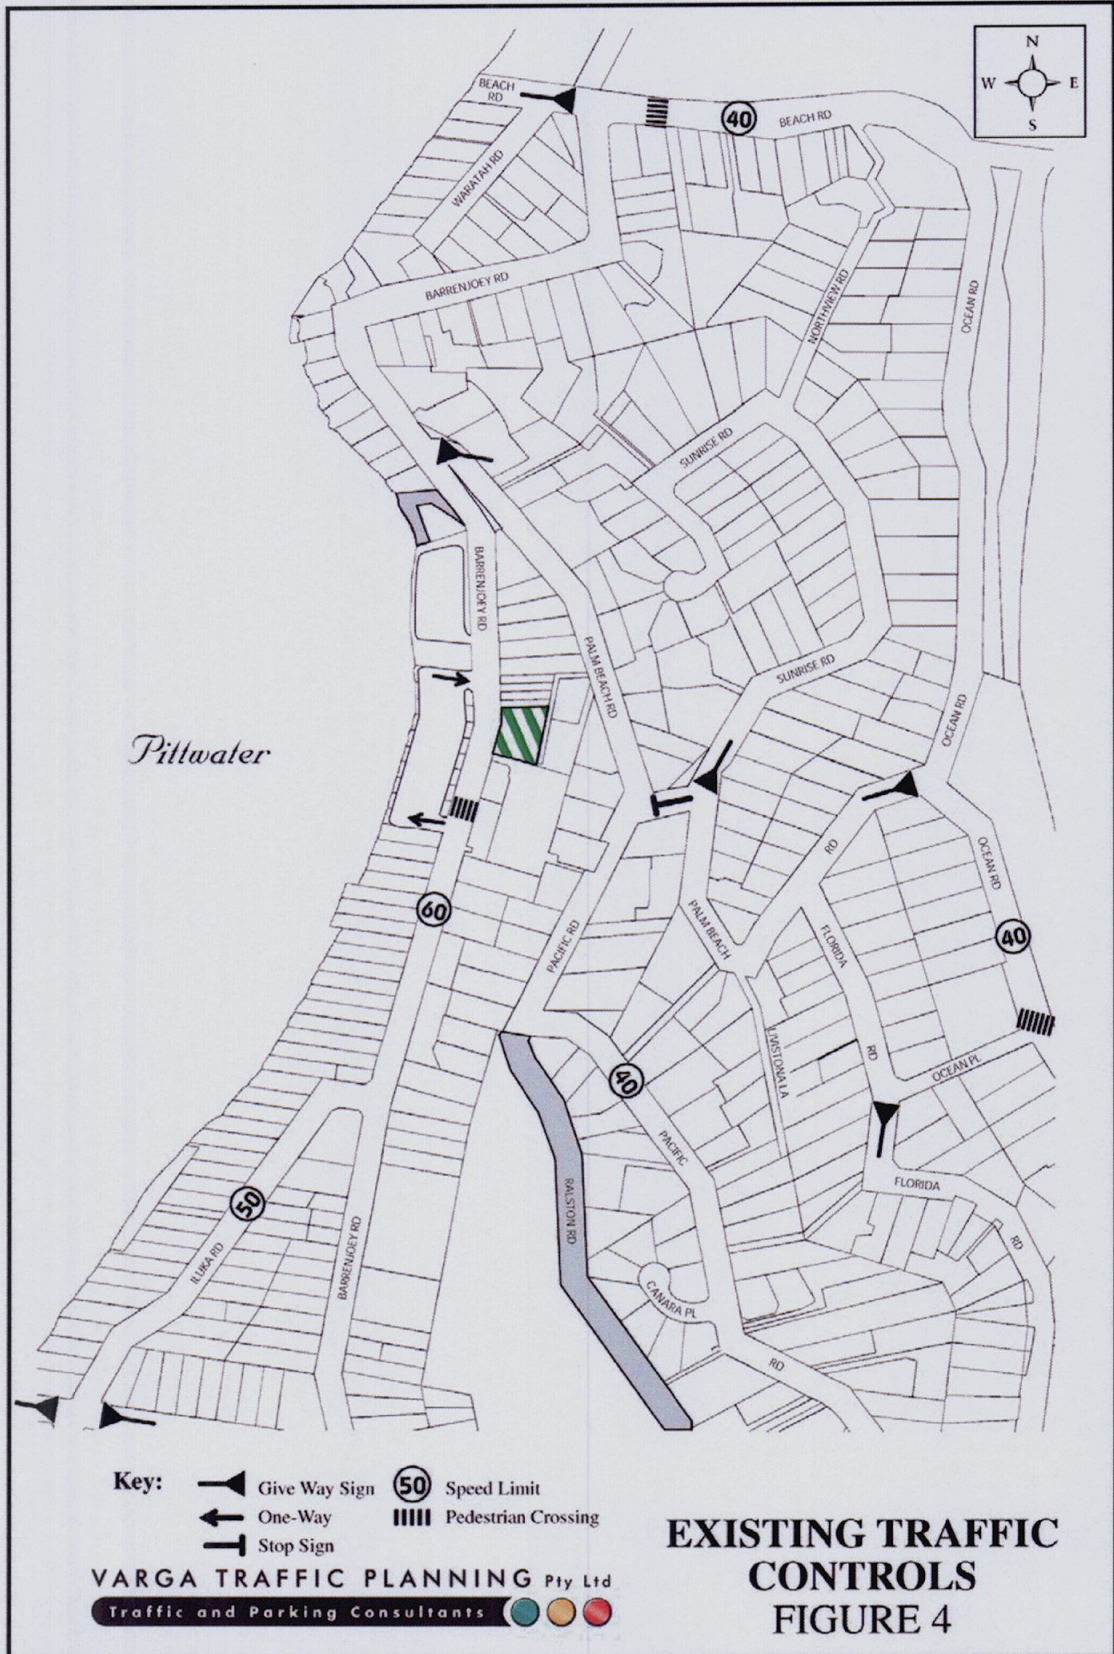 N
W E
S
BEACH
RD
40
BEACH RD
WARATAH RD
BARRENJOEY RD
NORTHVIEW RD
OCEAN RD
SUNRISE RD
BARRENJOEY RD
PALM BEACH RD
SUNRISE RD
OCEAN RD
Pittwater
RD
OCEAN RD
60
PALM BEACH
PACIFIC RD
FLORIDA
40
LIVISTONA LA
RD
OCEAN PL
40
PACIFIC
RALSTON RD
FLORIDA
RD
50
ILUKA RD
BARRENJOEY RD
CANARA PL
RD
Key:
Give Way Sign
50 Speed Limit
One-Way
Pedestrian Crossing
Stop Sign
VARGA TRAFFIC PLANNING Pty Ltd
Traffic and Parking Consultants
EXISTING TRAFFIC
CONTROLS
FIGURE 4